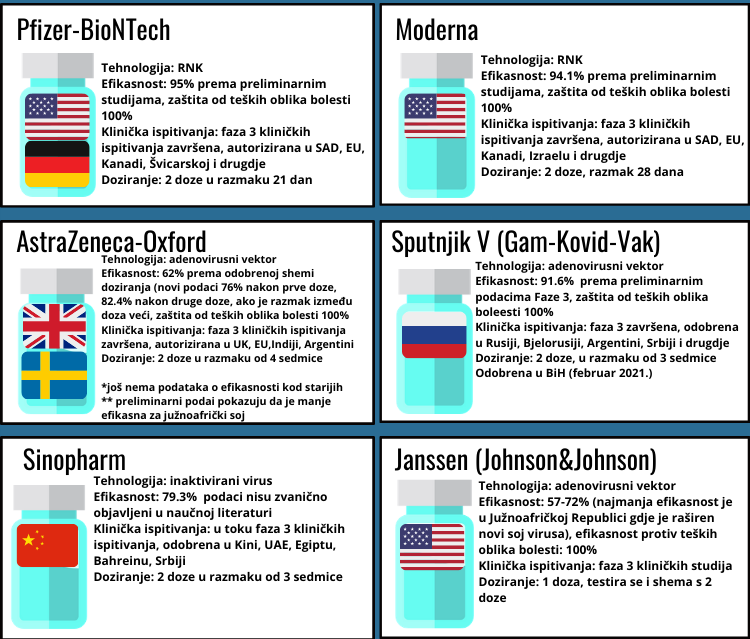 Pfizer-BioNTech
Tehnologija: RNK
Efikasnost: 95% prema preliminarnim
studijama, zaštita od teških oblika bolesti
100%
Klinička ispitivanja: faza 3 kliničkih
ispitivanja završena, autorizirana u SAD, EU,
Kanadi, Švicarskoj i drugdje
Doziranje: 2 doze u razmaku 21 dan
Moderna
Tehnologija: RNK
Efikasnost: 94.1% prema preliminarnim
studijama, zaštita od teških oblika bolesti
100%
Klinička ispitivanja: faza 3 kliničkih
ispitivanja završena, autorizirana u SAD, EU,
Kanadi, Izraelu i drugdje
Doziranje: 2 doze, razmak 28 dana
AstraZeneca-Oxford
Tehnologija: adenovirusni vektor
Efikasnost: 62% prema odobrenoj shemi
doziranja (novi podaci 76% nakon prve doze,
82.4% nakon druge doze, ako je razmak između
doza veći, zaštita od teških oblika bolesti 100%
Klinička ispitivanja: faza 3 kliničkih ispitivanja
završena, autorizirana u UK, EU,Indiji, Argentini
Doziranje: 2 doze u razmaku od 4 sedmice
*još nema podataka o efikasnosti kod starijih
** preliminarni podai pokazuju da je manje
efikasna za južnoafrički soj
Sputnjik V (Gam-Kovid-Vak)
Tehnologija: adenovirusni vektor
Efikasnost: 91.6% prema preliminarnim
podacima Faze 3, zaštita od teških oblika
boleesti 100%
Klinička ispitivanja: faza 3 završena, odobrena
u Rusiji, Bjelorusiji, Argentini, Srbiji i drugdje
Doziranje: 2 doze, u razmaku od 3 sedmice
Odobrena u BiH (februar 2021.)
Sinopharm
Tehnologija: inaktivirani virus
Efikasnost: 79.3% podaci nisu zvanično
objavljeni u naučnoj literaturi
Klinička ispitivanja: u toku faza 3 kliničkih
ispitivanja, odobrena u Kini, UAE, Egiptu,
Bahreinu, Srbiji
Doziranje: 2 doze u razmaku od 3 sedmice
Janssen (Johnson&Johnson)
Tehnologija: adenovirusni vektor
Efikasnost: 57-72% (najmanja efikasnost je
u Južnoafričkoj Republici gdje je raširen
novi soj virusa), efikasnost protiv teških
oblika bolesti: 100%
Klinička ispitivanja: faza 3 kliničkih studija
Doziranje: 1 doza, testira se i shema s 2
doze